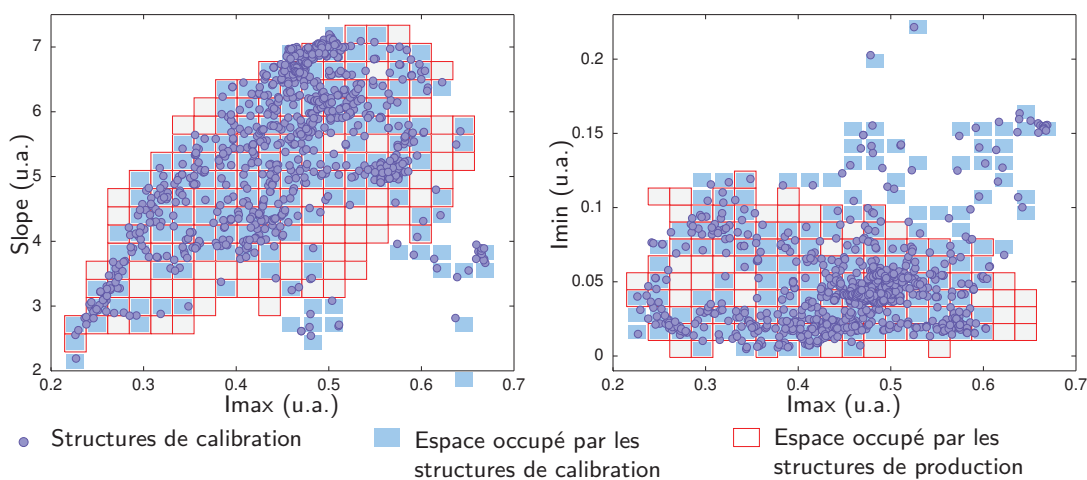 7
6
5
4
3
2
Slope (u.a.)
0.2 0.3 0.4 0.5 0.6 0.7
Imax (u.a.)
0.2
0.15
0.1
0.05
0
Imin (u.a.)
0.2 0.3 0.4 0.5 0.6 0.7
Imax (u.a.)
Structures de calibration
Espace occupé par les
structures de calibration
Espace occupé par les
structures de production